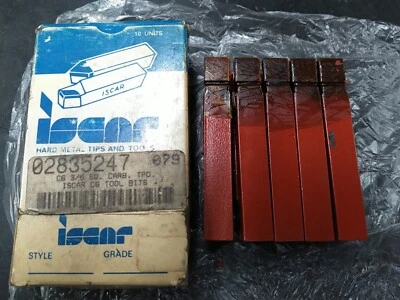 10 UNITS
ISCAR
iscar
HARD METAL TIPS AND TOOLS
02835247 079
C6 3/8 SQ. CARB. TPD.
ISCAR C6 TOOL BITS
iscar
STYLE GRADE